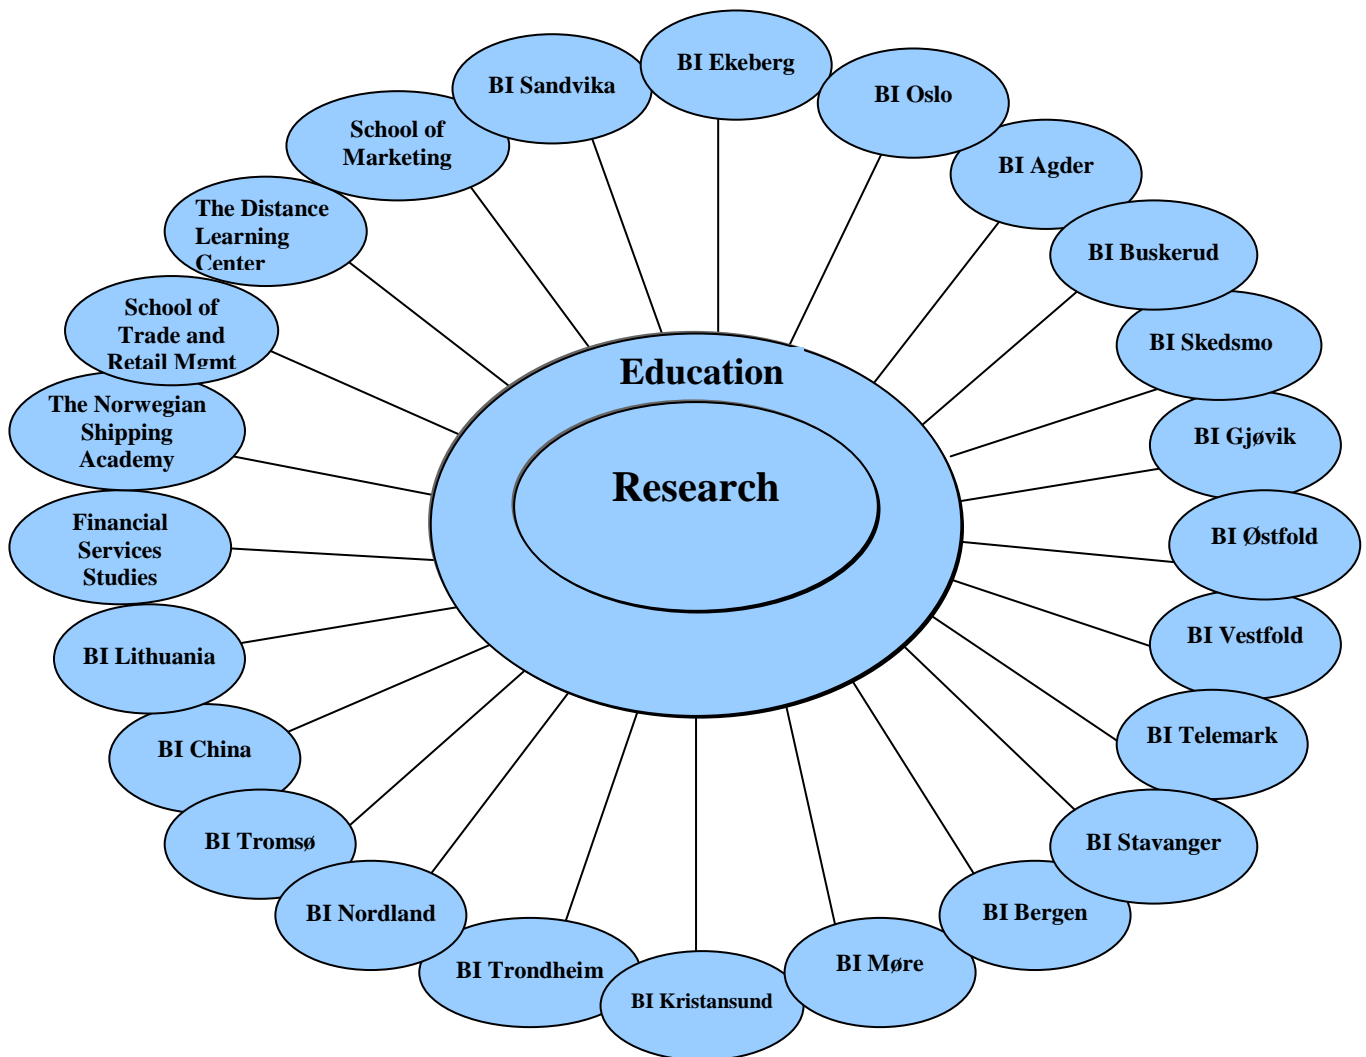 BI Ekeberg
BI Sandvika
BI Oslo
School of
Marketing
BI Agder
The Distance
Learning
Center
BI Buskerud
School of
Trade and
Retail Mgmt
BI Skedsmo
Education
The Norwegian
Shipping
Academy
BI Gjøvik
Research
Financial
Services
Studies
BI Østfold
BI Lithuania
BI Vestfold
BI China
BI Telemark
BI Tromsø
BI Stavanger
BI Nordland
BI Bergen
BI Trondheim
BI Møre
BI Kristansund